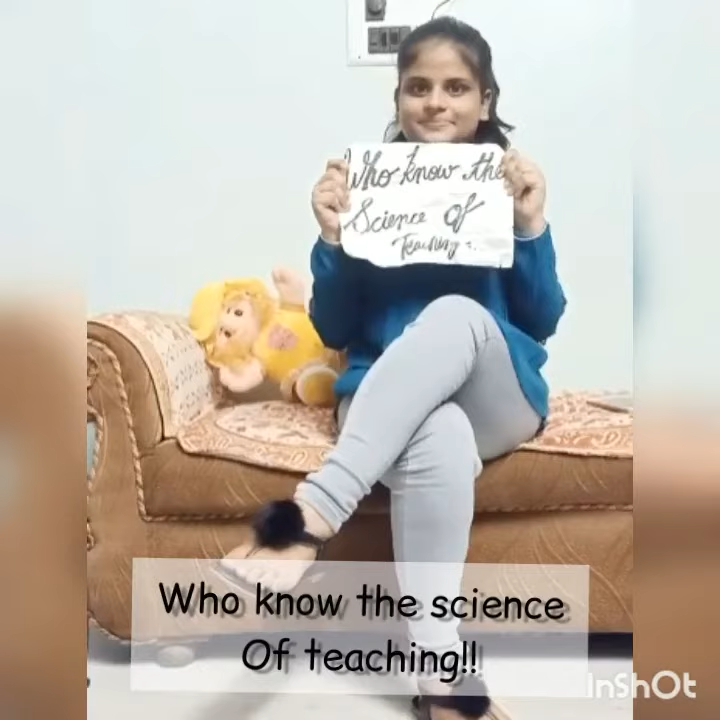 Who know the
Science of
Teaching
Who know the science
Of teaching!!
InShOt